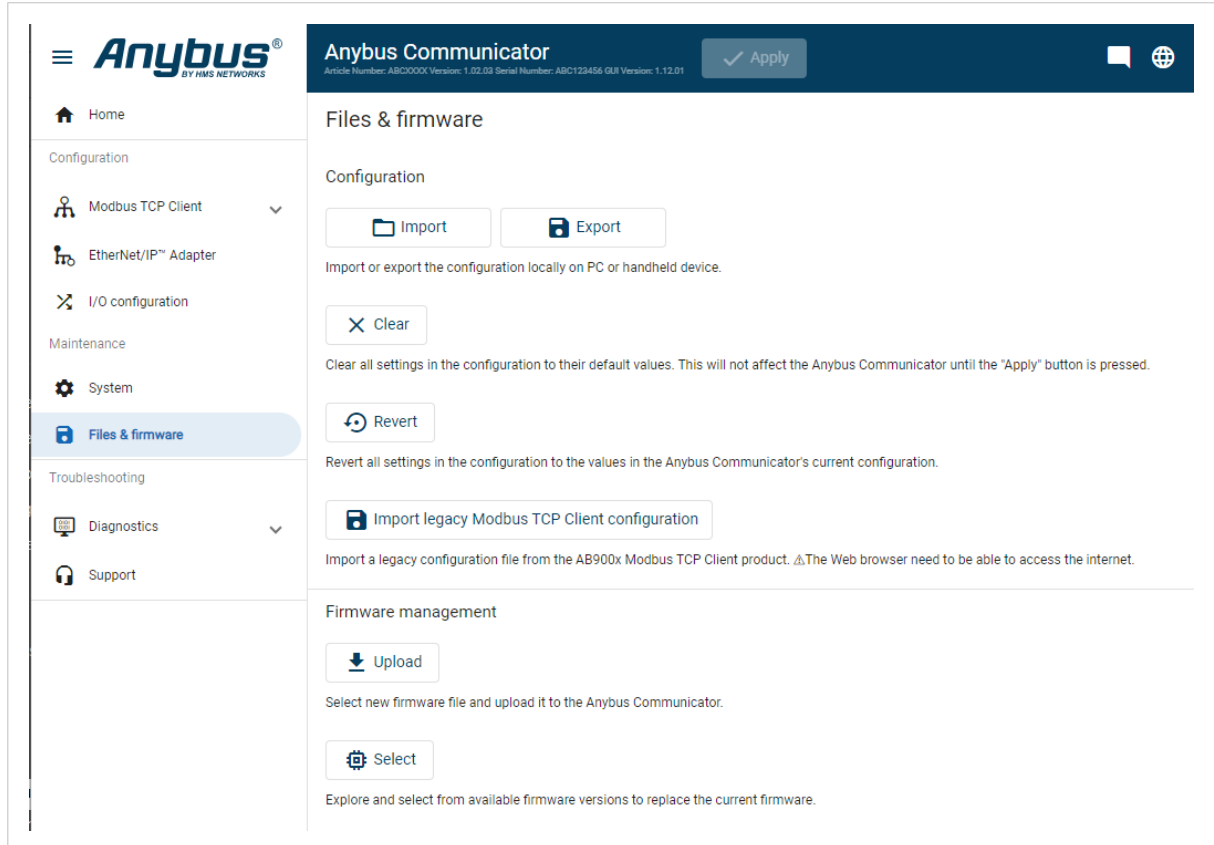 Anybus®
BY HMS NETWORKS
Anybus Communicator
Article Number: ABCXXXX Version: 1.02.03 Serial Number: ABC123456 GUI Version: 1.12.01
Apply
Home
Configuration
Modbus TCP Client
EtherNet/IP™ Adapter
I/O configuration
Maintenance
System
Files & firmware
Troubleshooting
Diagnostics
Support
Files & firmware
Configuration
Import
Export
Import or export the configuration locally on PC or handheld device.
Clear
Clear all settings in the configuration to their default values. This will not affect the Anybus Communicator until the "Apply" button is pressed.
Revert
Revert all settings in the configuration to the values in the Anybus Communicator's current configuration.
Import legacy Modbus TCP Client configuration
Import a legacy configuration file from the AB900x Modbus TCP Client product. ⚠The Web browser need to be able to access the internet.
Firmware management
Upload
Select new firmware file and upload it to the Anybus Communicator.
Select
Explore and select from available firmware versions to replace the current firmware.